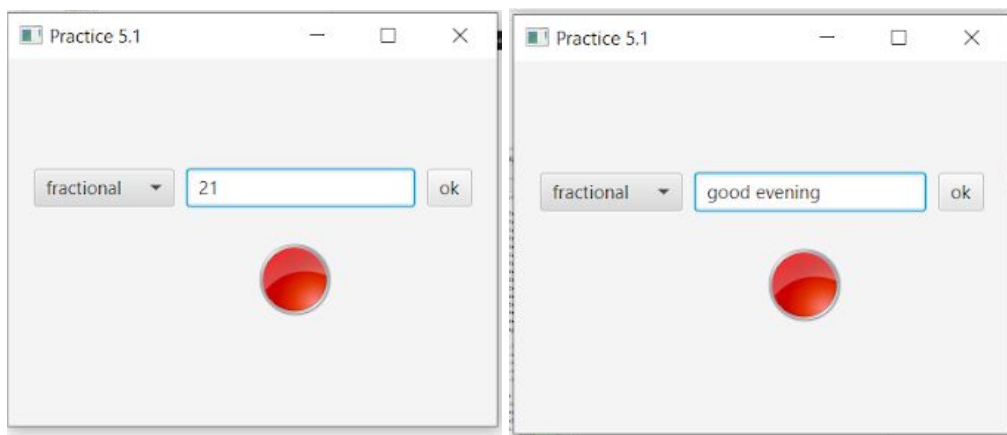 Practice 5.1
fractional
21
ok
Practice 5.1
fractional
good evening
ok